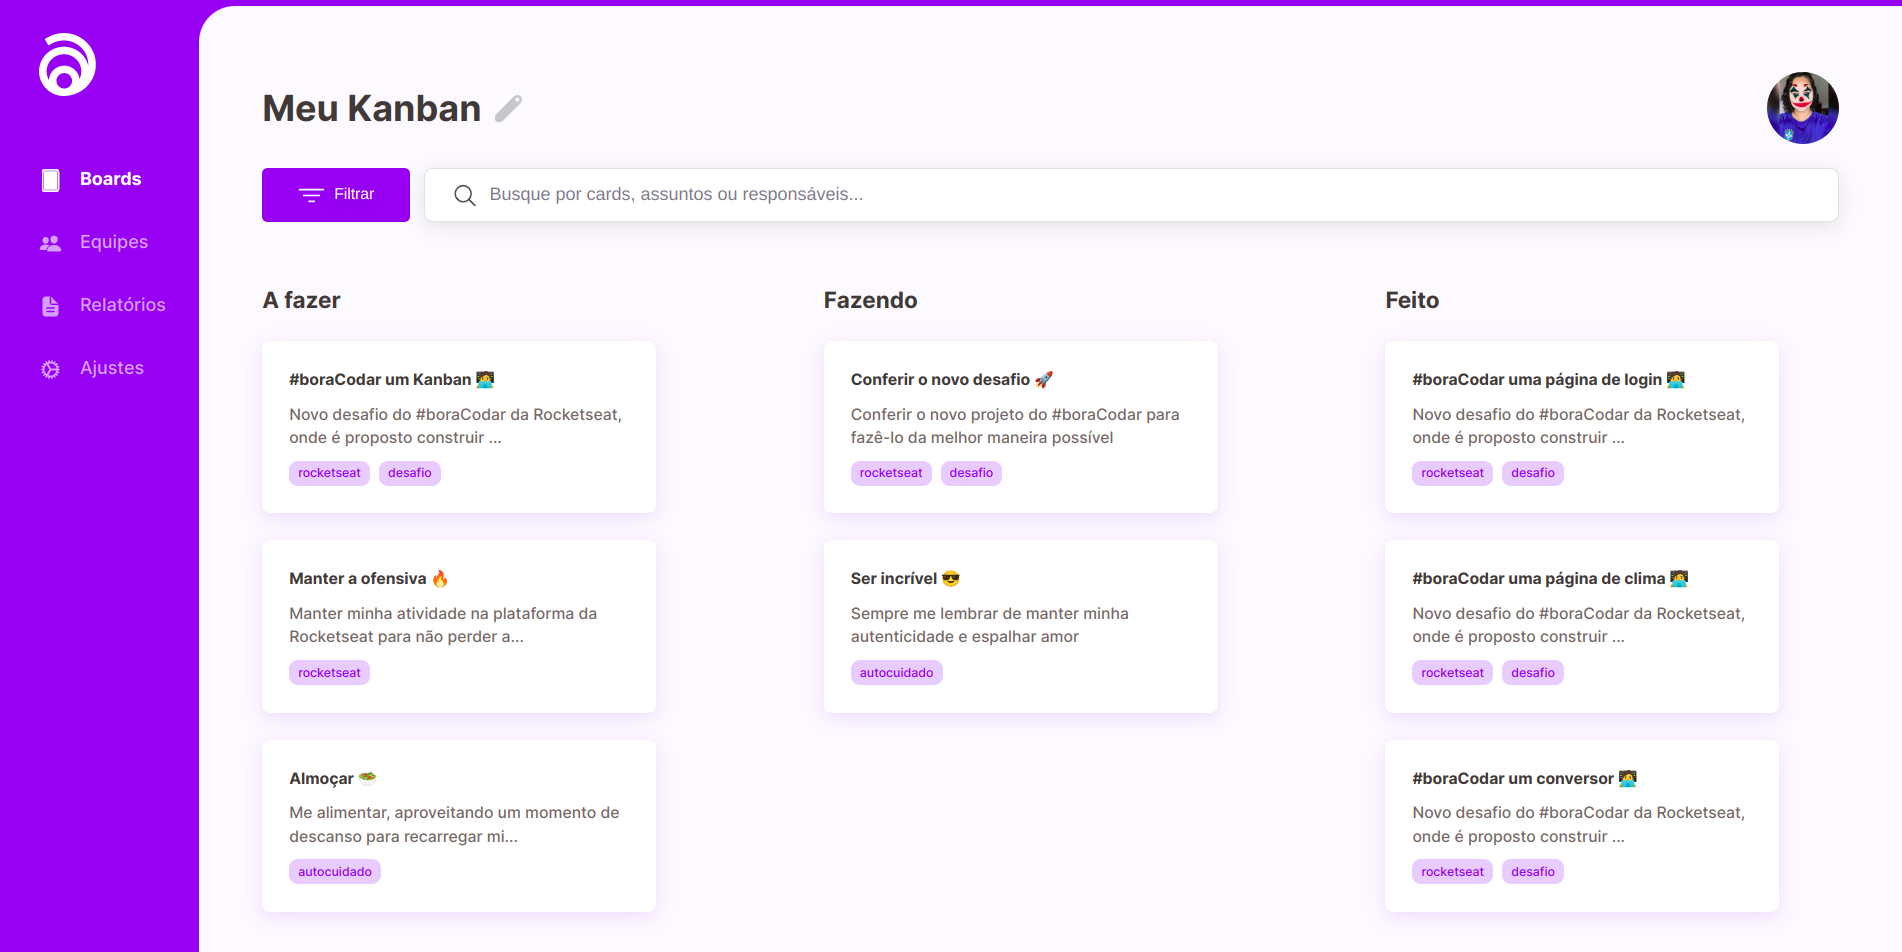 Boards
Equipes
Relatórios
Ajustes
Meu Kanban
Filtrar
Busque por cards, assuntos ou responsáveis...
A fazer
#boraCodar um Kanban 🧑‍💻
Novo desafio do #boraCodar da Rocketseat,
onde é proposto construir ...
rocketseat desafio
Manter a ofensiva 🔥
Manter minha atividade na plataforma da
Rocketseat para não perder a...
rocketseat
Almoçar 🥗
Me alimentar, aproveitando um momento de
descanso para recarregar mi...
autocuidado
Fazendo
Conferir o novo desafio 🚀
Conferir o novo projeto do #boraCodar para
fazê-lo da melhor maneira possível
rocketseat desafio
Ser incrível 😎
Sempre me lembrar de manter minha
autenticidade e espalhar amor
autocuidado
Feito
#boraCodar uma página de login 🧑‍💻
Novo desafio do #boraCodar da Rocketseat,
onde é proposto construir ...
rocketseat desafio
#boraCodar uma página de clima 🧑‍💻
Novo desafio do #boraCodar da Rocketseat,
onde é proposto construir ...
rocketseat desafio
#boraCodar um conversor 🧑‍💻
Novo desafio do #boraCodar da Rocketseat,
onde é proposto construir ...
rocketseat desafio